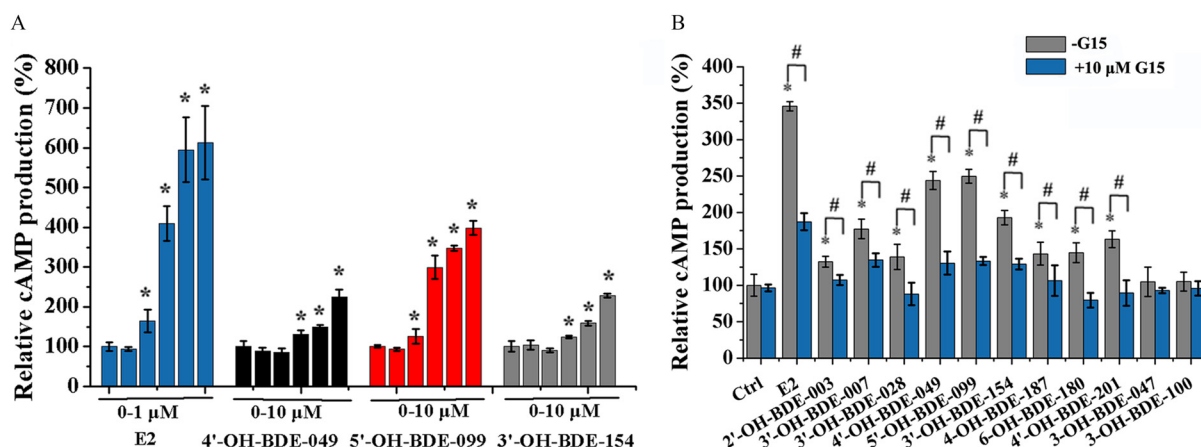 A
Relative cAMP production (%)
800
700
600
500
400
300
200
100
0
* * * *
* * *
* * * *
* * *
0-1 μM
0-10 μM
0-10 μM
0-10 μM
E2
4'-OH-BDE-049
5'-OH-BDE-099
3'-OH-BDE-154
B
Relative cAMP production (%)
400
350
300
250
200
150
100
50
0
-G15
+10 μM G15
# # # # # # # # # #
* * * * * * * * * *
Ctrl
E2
2'-OH-BDE-003
3'-OH-BDE-007
3'-OH-BDE-028
4'-OH-BDE-049
5'-OH-BDE-099
3'-OH-BDE-154
4-OH-BDE-187
6-OH-BDE-180
4'-OH-BDE-201
3-OH-BDE-047
3-OH-BDE-100